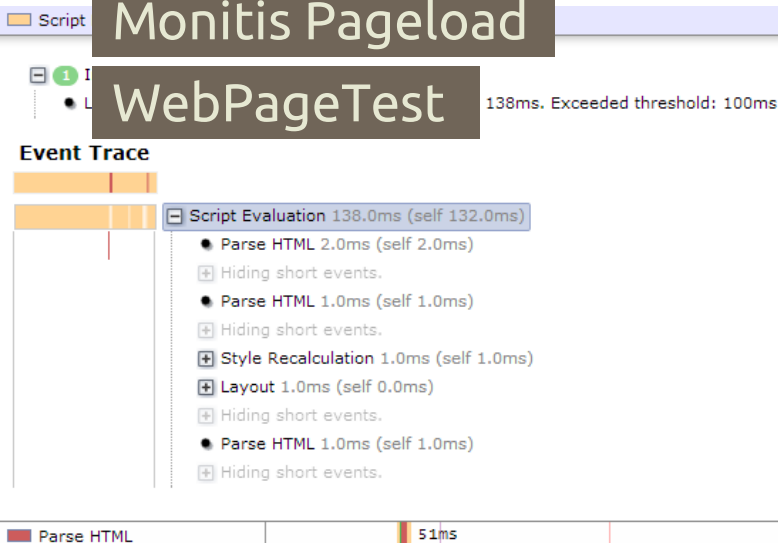 Script
Monitis Pageload
1
WebPageTest
138ms. Exceeded threshold: 100ms
Event Trace
Script Evaluation 138.0ms (self 132.0ms)
Parse HTML 2.0ms (self 2.0ms)
Hiding short events.
Parse HTML 1.0ms (self 1.0ms)
Hiding short events.
Style Recalculation 1.0ms (self 1.0ms)
Layout 1.0ms (self 0.0ms)
Hiding short events.
Parse HTML 1.0ms (self 1.0ms)
Hiding short events.
Parse HTML 51ms